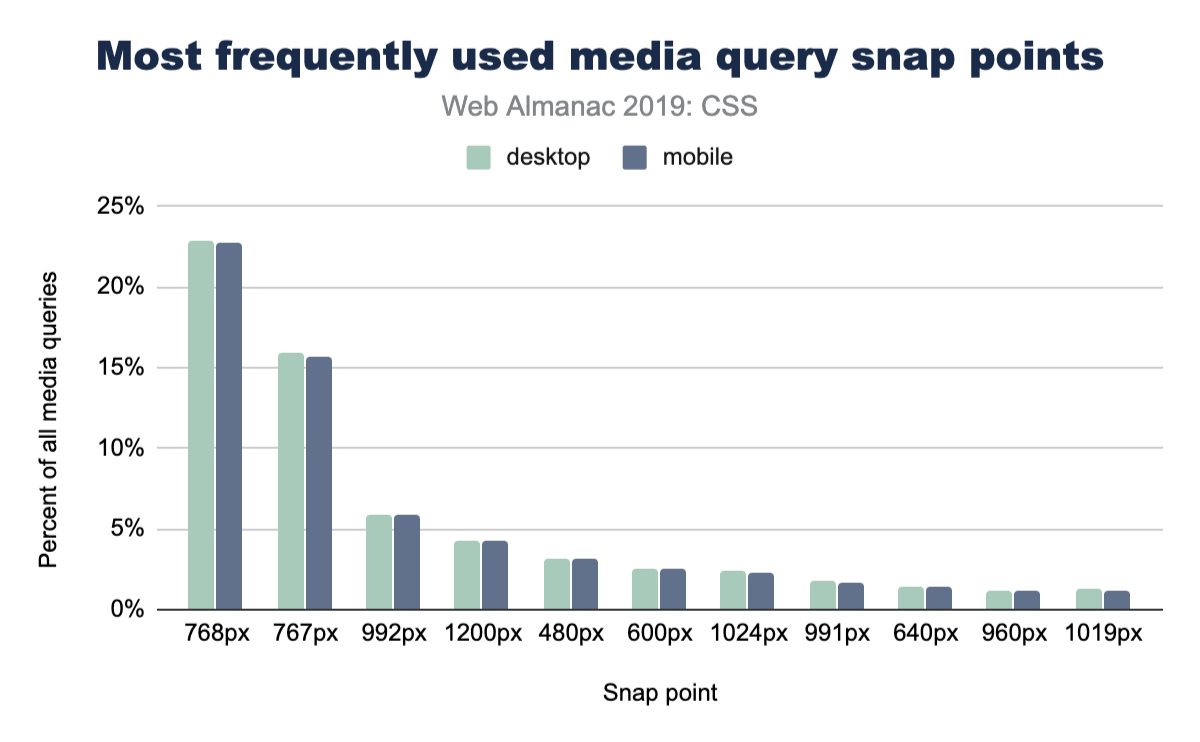 Most frequently used media query snap points
Web Almanac 2019: CSS
desktop mobile
25%
20%
15%
10%
5%
0%
Percent of all media queries
768px 767px 992px 1200px 480px 600px 1024px 991px 640px 960px 1019px
Snap point